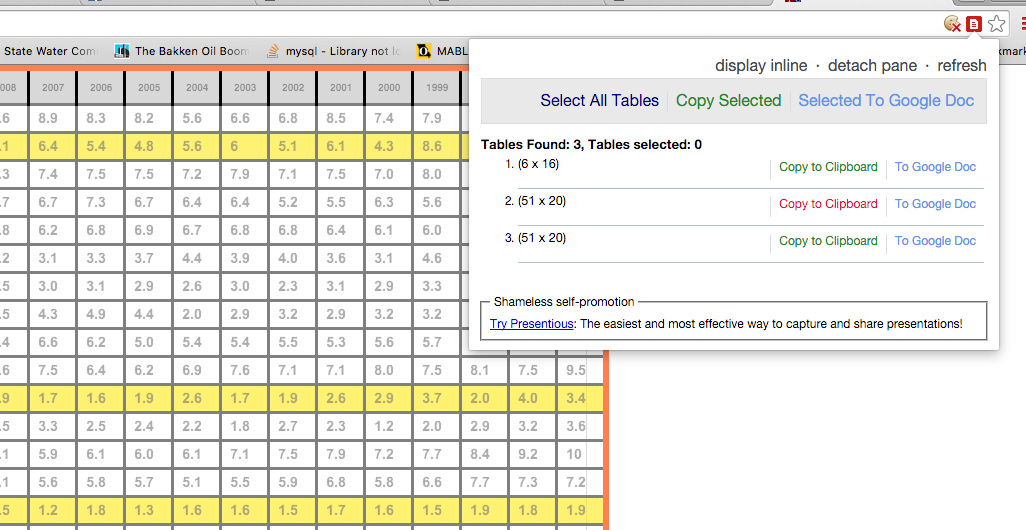 State Water Com The Bakken Oil Boom mysql - Library not lo MABL kmark
display inline · detach pane · refresh
Select All Tables Copy Selected Selected To Google Doc
Tables Found: 3, Tables selected: 0
1. (6 x 16) Copy to Clipboard To Google Doc
2. (51 x 20) Copy to Clipboard To Google Doc
3. (51 x 20) Copy to Clipboard To Google Doc
Shameless self-promotion
Try Presentious: The easiest and most effective way to capture and share presentations!
008 2007 2006 2005 2004 2003 2002 2001 2000 1999
.6 8.9 8.3 8.2 5.6 6.6 6.8 8.5 7.4 7.9
.1 6.4 5.4 4.8 5.6 6 5.1 6.1 4.3 8.6
.3 7.4 7.5 7.5 7.2 7.9 7.1 7.5 7.0 8.0
.7 6.7 7.3 6.7 6.4 6.4 5.2 5.5 6.3 5.6
.8 6.2 6.8 6.9 6.7 6.8 6.8 6.4 6.1 6.0
.2 3.1 3.3 3.7 4.4 3.9 4.0 3.6 3.1 4.6
.5 3.0 3.1 2.9 2.6 3.0 2.3 3.1 2.9 3.3
.5 4.3 4.9 4.4 2.0 2.9 3.2 2.9 3.2 3.2
.4 6.6 6.2 5.0 5.4 5.4 5.5 5.3 5.6 5.7
.6 7.5 6.4 6.2 6.9 7.6 7.1 7.1 8.0 7.5 8.1 7.5 9.5
.9 1.7 1.6 1.9 2.6 1.7 1.9 2.6 2.9 3.7 2.0 4.0 3.4
.5 3.3 2.5 2.4 2.2 1.8 2.7 2.3 1.2 2.0 2.9 3.2 3.6
.1 5.9 6.1 6.0 6.1 7.1 7.5 7.9 7.2 7.7 8.4 9.2 10
.1 5.6 5.8 5.7 5.1 5.5 5.9 6.8 5.8 6.6 7.7 7.3 7.2
.5 1.2 1.8 1.3 1.6 1.6 1.5 1.7 1.6 1.5 1.9 1.8 1.9